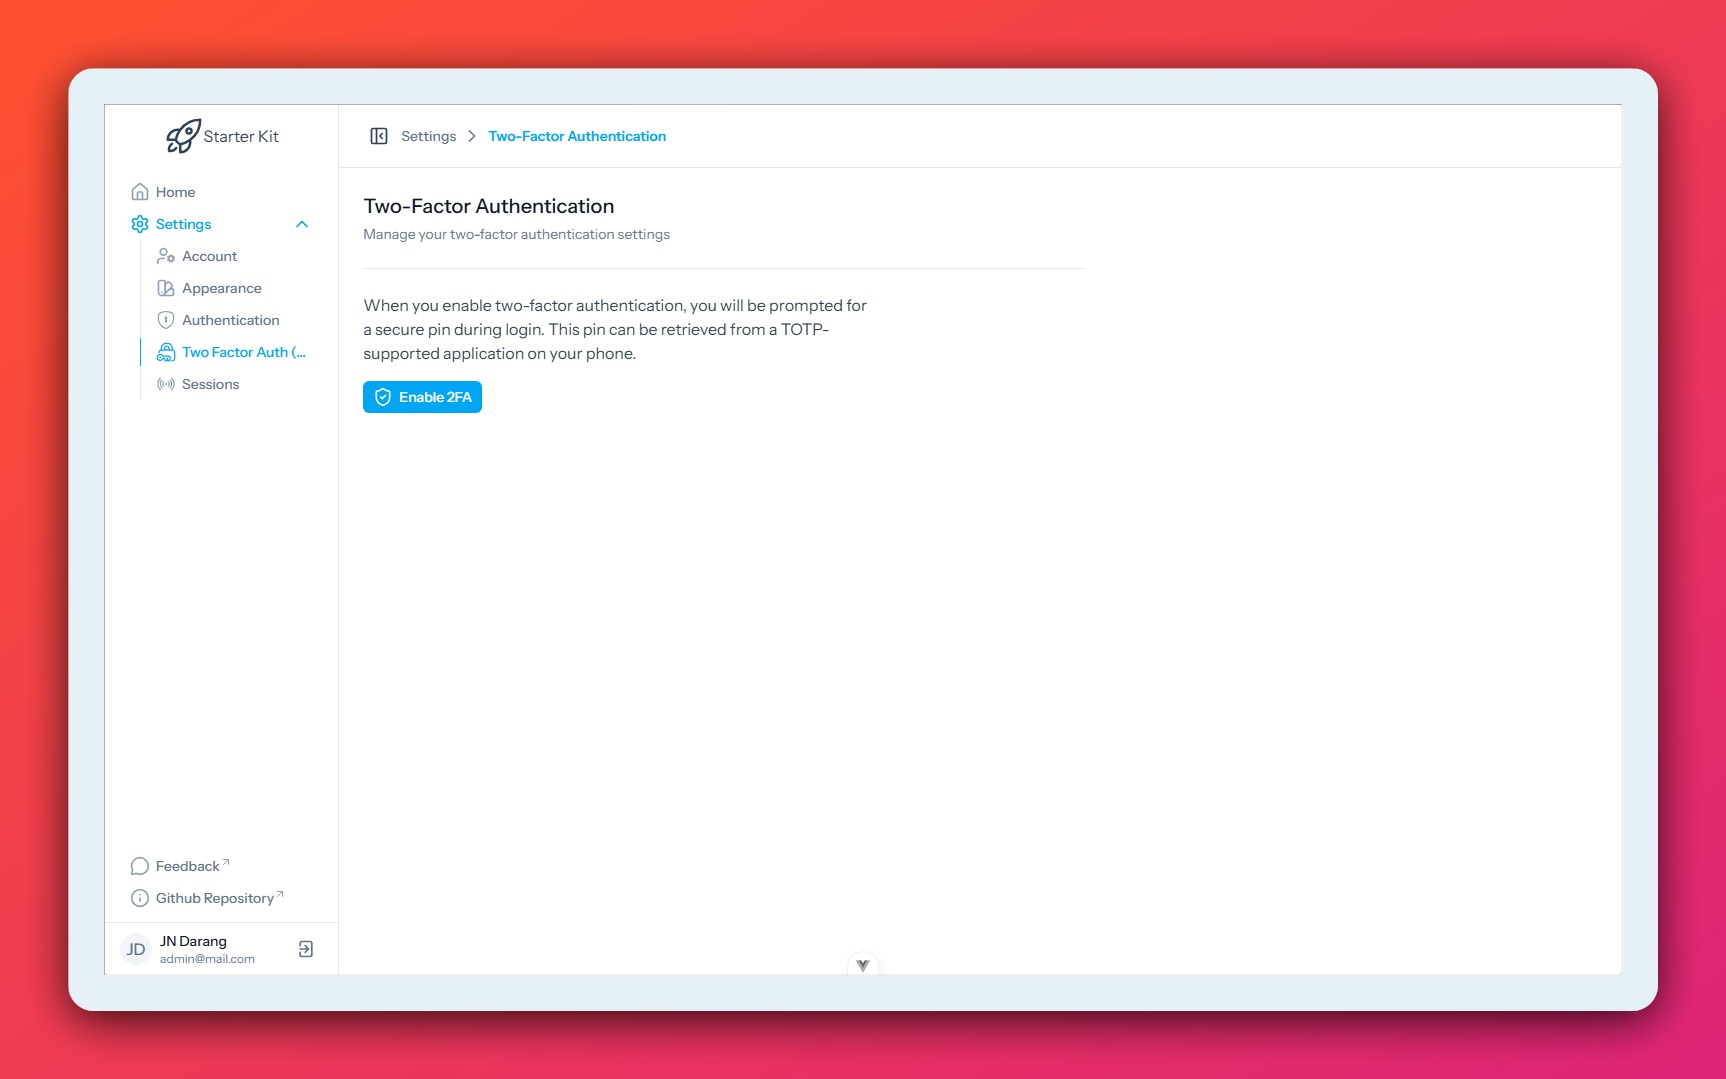 Starter Kit
Home
Settings
Account
Appearance
Authentication
Two Factor Auth (...
Sessions
Feedback
Github Repository
JD
JN Darang
admin@mail.com
Settings > Two-Factor Authentication
Two-Factor Authentication
Manage your two-factor authentication settings
When you enable two-factor authentication, you will be prompted for
a secure pin during login. This pin can be retrieved from a TOTP-
supported application on your phone.
Enable 2FA